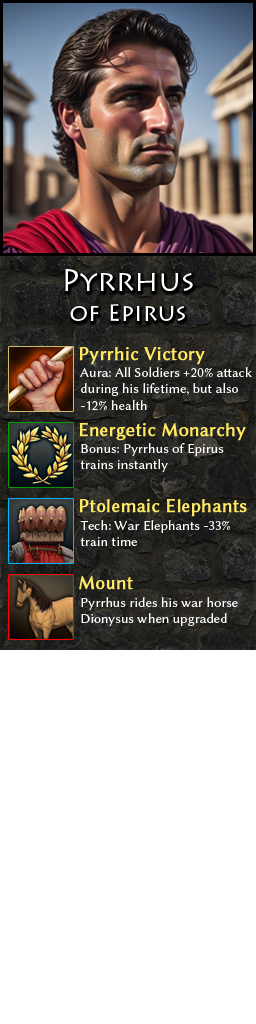 Pyrrhus
of Epirus
Pyrrhic Victory
Aura: All Soldiers +20% attack
during his lifetime, but also
-12% health
Energetic Monarchy
Bonus: Pyrrhus of Epirus
trains instantly
Ptolemaic Elephants
Tech: War Elephants -33%
train time
Mount
Pyrrhus rides his war horse
Dionysus when upgraded